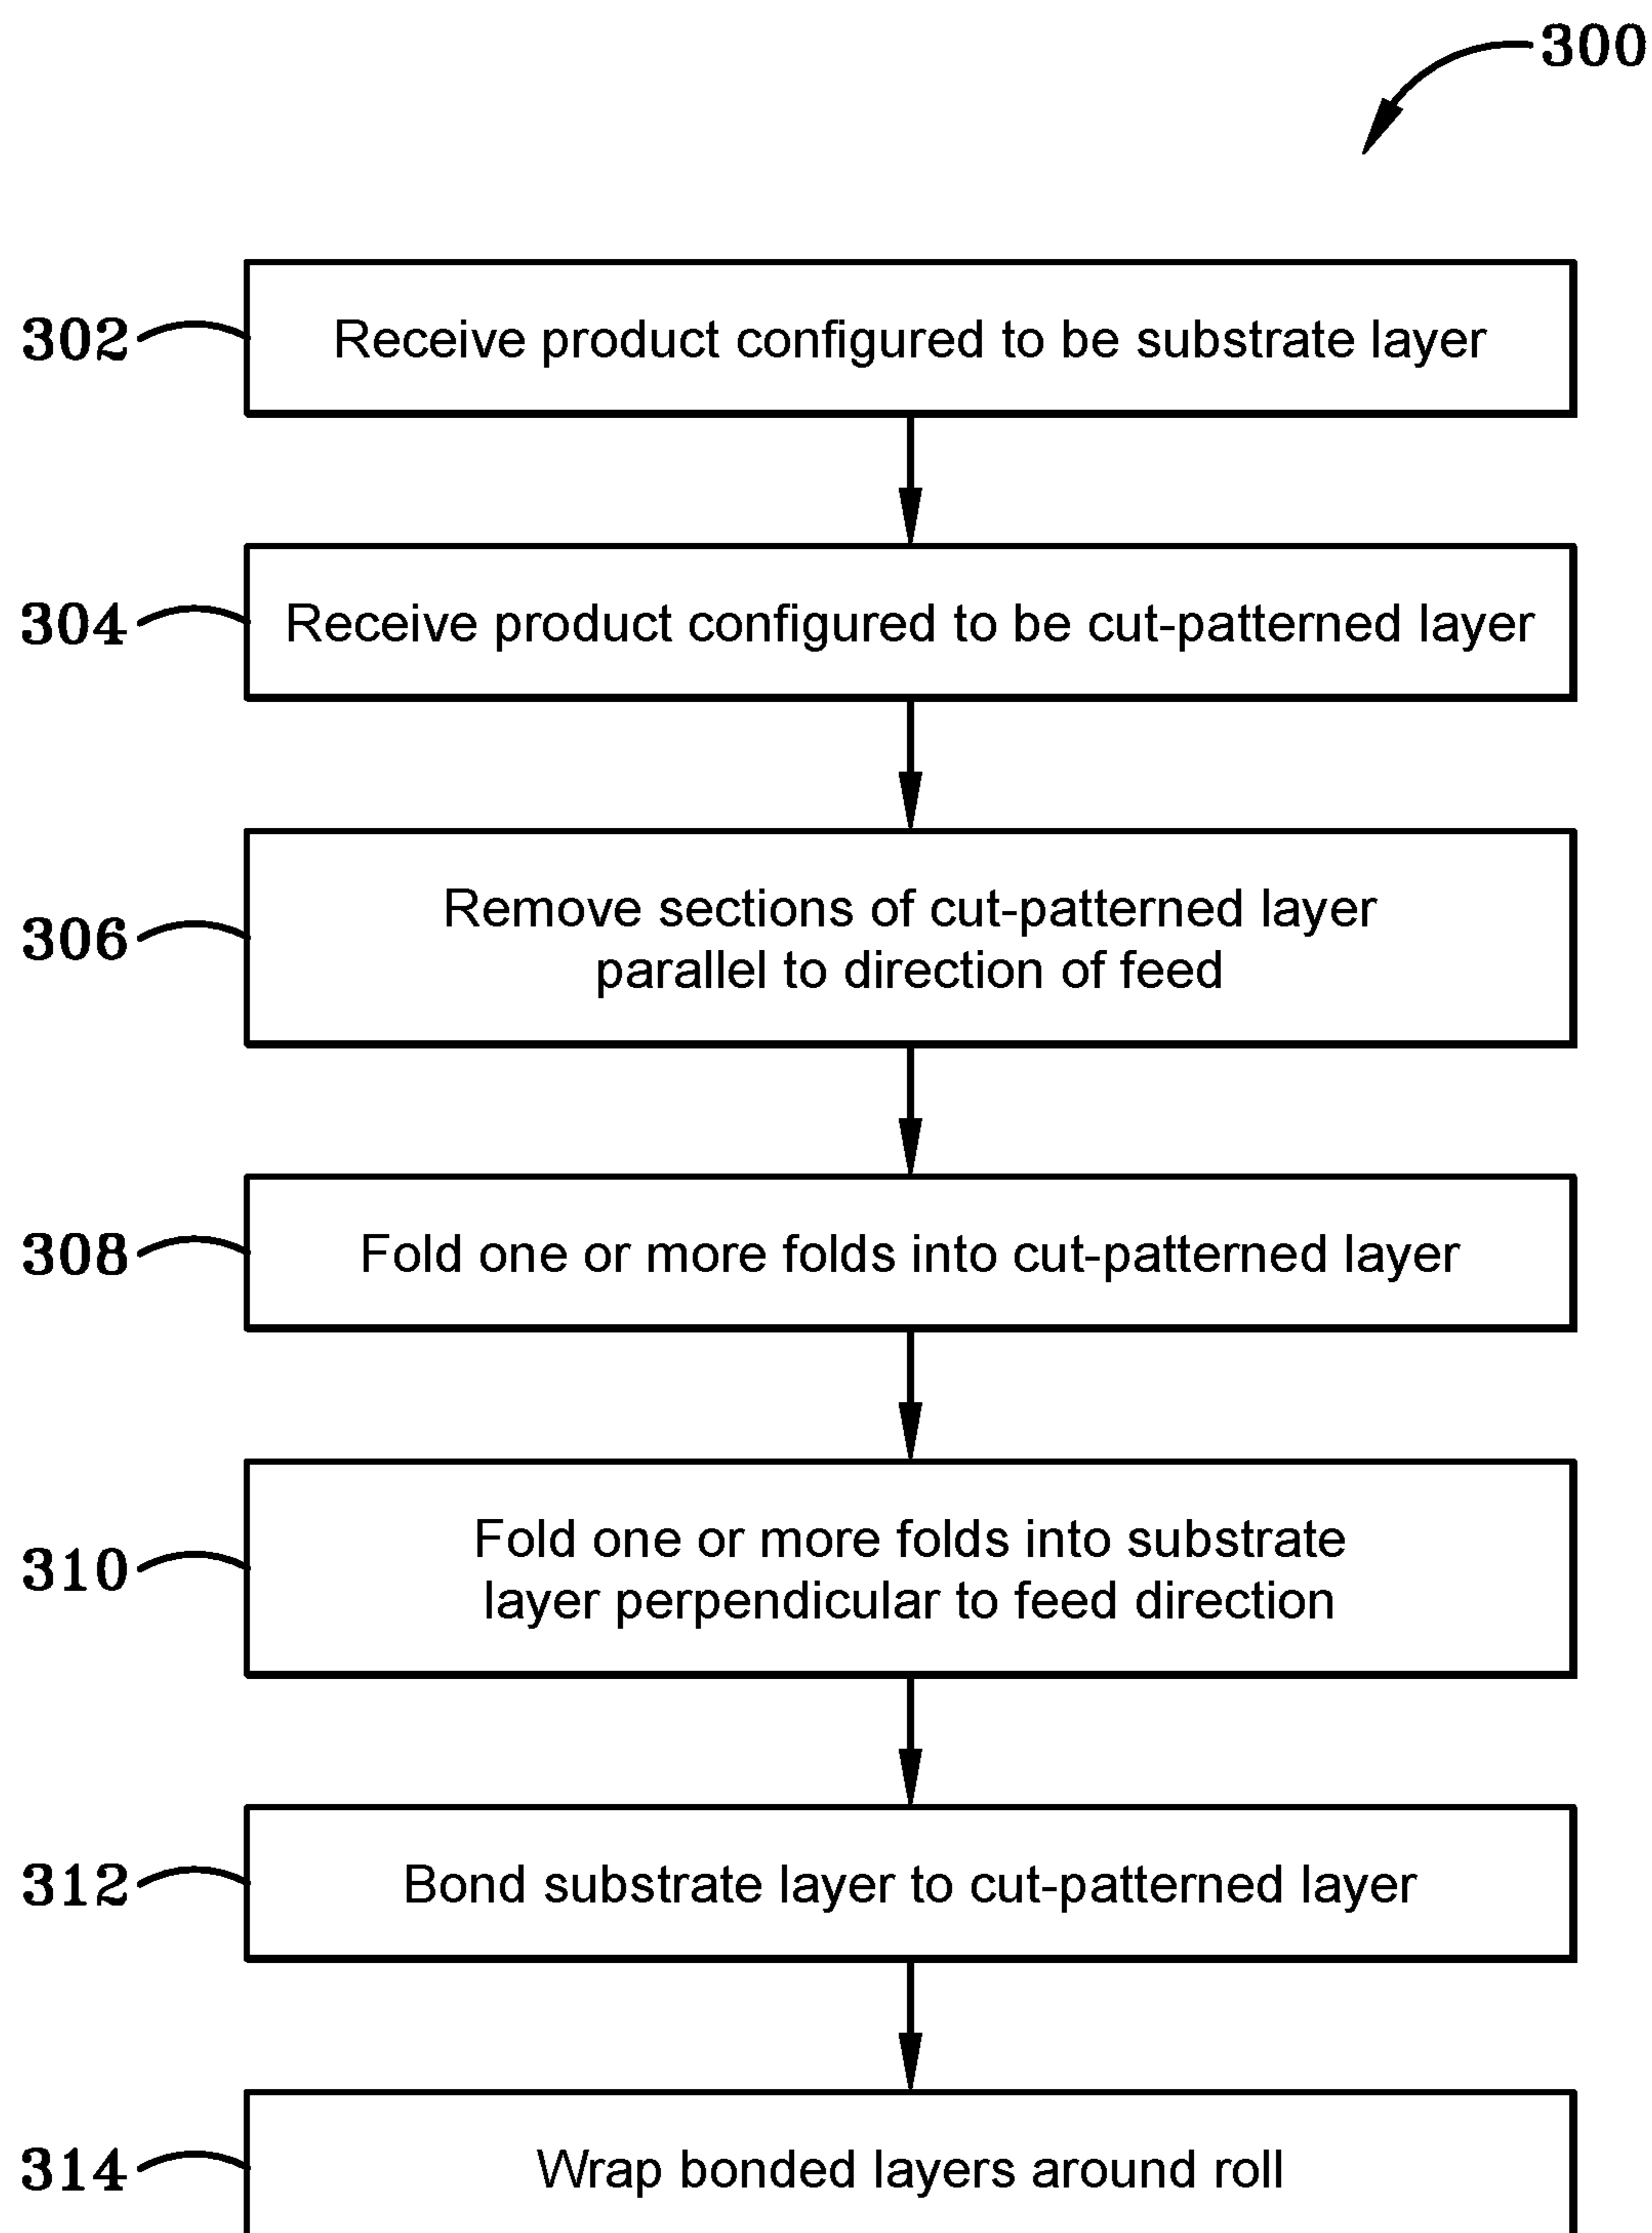 300
302
Receive product configured to be substrate layer
304
Receive product configured to be cut-patterned layer
306
Remove sections of cut-patterned layer
parallel to direction of feed
308
Fold one or more folds into cut-patterned layer
310
Fold one or more folds into substrate
layer perpendicular to feed direction
312
Bond substrate layer to cut-patterned layer
314
Wrap bonded layers around roll